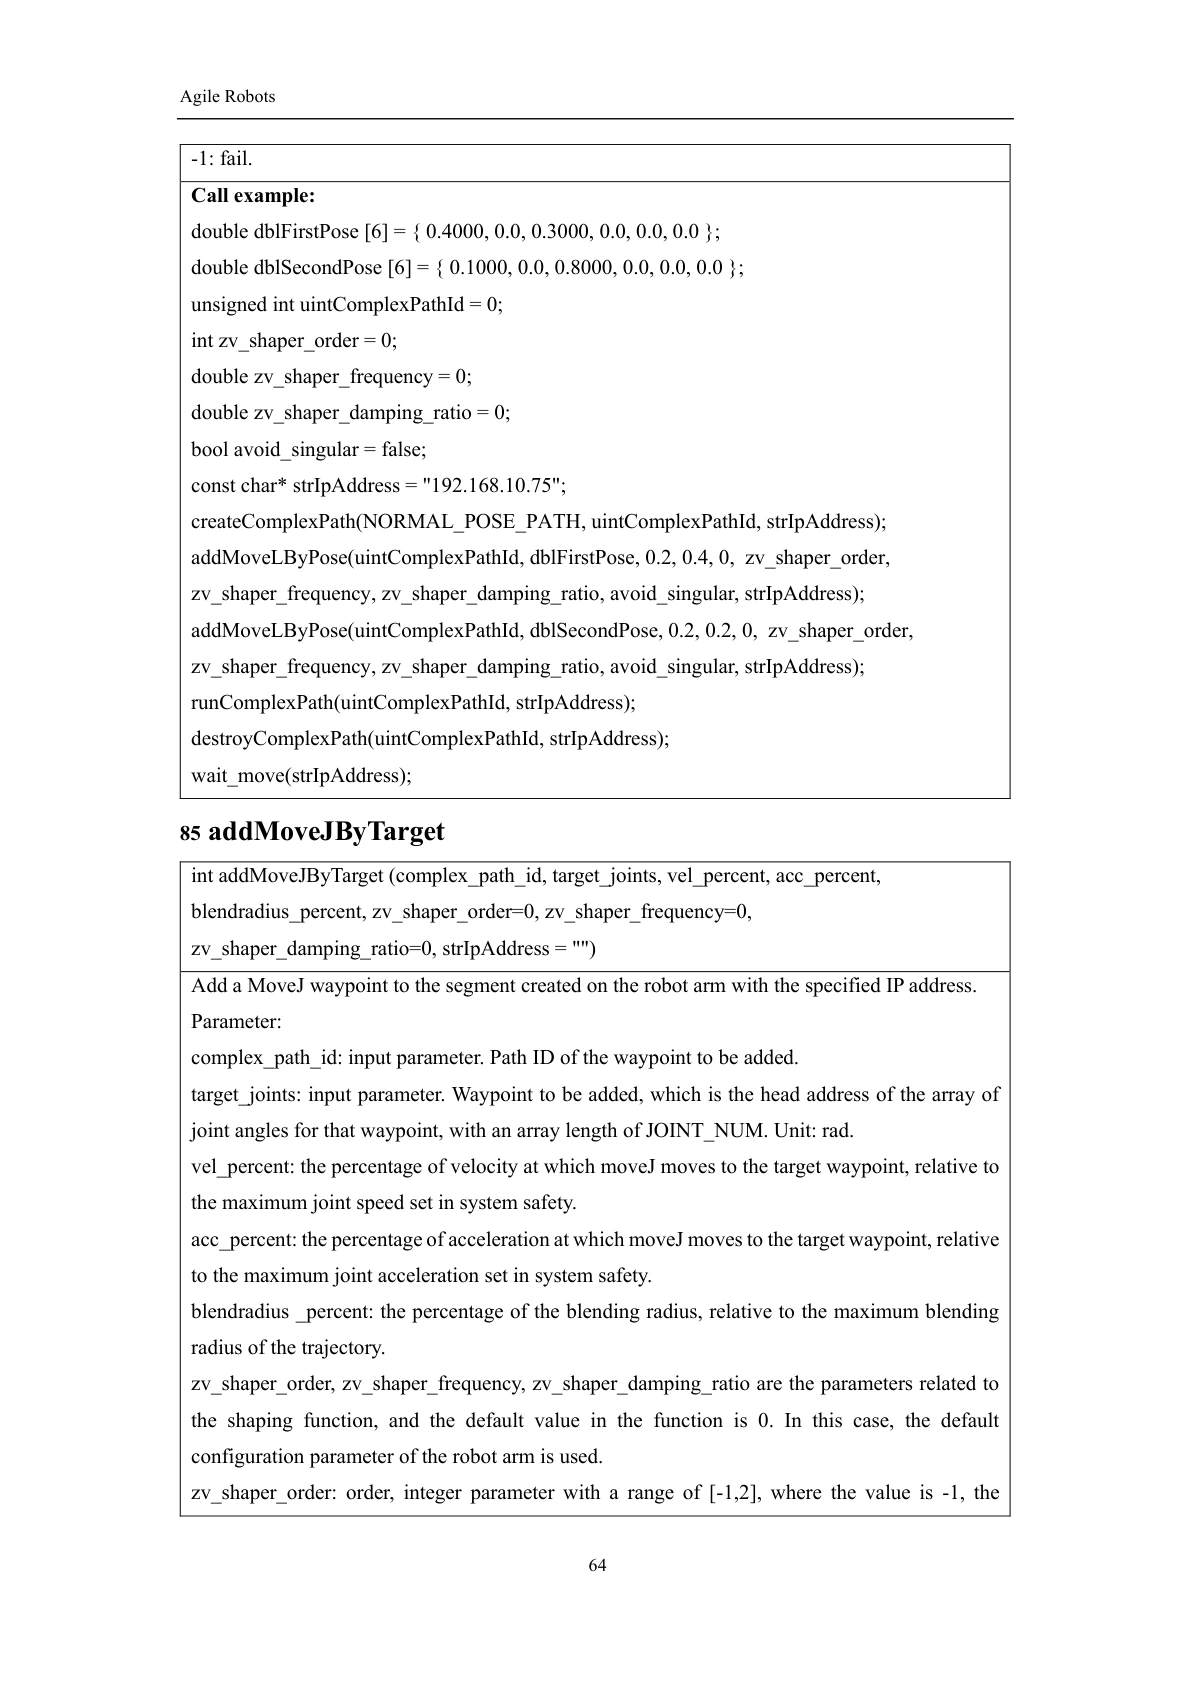 Agile Robots
-1: fail.
Call example:
double dblFirstPose [6] = { 0.4000, 0.0, 0.3000, 0.0, 0.0, 0.0 };
double dblSecondPose [6] = { 0.1000, 0.0, 0.8000, 0.0, 0.0, 0.0 };
unsigned int uintComplexPathId = 0;
int zv_shaper_order = 0;
double zv_shaper_frequency = 0;
double zv_shaper_damping_ratio = 0;
bool avoid_singular = false;
const char* strIpAddress = "192.168.10.75";
createComplexPath(NORMAL_POSE_PATH, uintComplexPathId, strIpAddress);
addMoveLByPose(uintComplexPathId, dblFirstPose, 0.2, 0.4, 0,  zv_shaper_order,
zv_shaper_frequency, zv_shaper_damping_ratio, avoid_singular, strIpAddress);
addMoveLByPose(uintComplexPathId, dblSecondPose, 0.2, 0.2, 0,  zv_shaper_order,
zv_shaper_frequency, zv_shaper_damping_ratio, avoid_singular, strIpAddress);
runComplexPath(uintComplexPathId, strIpAddress);
destroyComplexPath(uintComplexPathId, strIpAddress);
wait_move(strIpAddress);
85 addMoveJByTarget
int addMoveJByTarget (complex_path_id, target_joints, vel_percent, acc_percent,
blendradius_percent, zv_shaper_order=0, zv_shaper_frequency=0,
zv_shaper_damping_ratio=0, strIpAddress = "")
Add a MoveJ waypoint to the segment created on the robot arm with the specified IP address.
Parameter:
complex_path_id: input parameter. Path ID of the waypoint to be added.
target_joints: input parameter. Waypoint to be added, which is the head address of the array of
joint angles for that waypoint, with an array length of JOINT_NUM. Unit: rad.
vel_percent: the percentage of velocity at which moveJ moves to the target waypoint, relative to
the maximum joint speed set in system safety.
acc_percent: the percentage of acceleration at which moveJ moves to the target waypoint, relative
to the maximum joint acceleration set in system safety.
blendradius _percent: the percentage of the blending radius, relative to the maximum blending
radius of the trajectory.
zv_shaper_order, zv_shaper_frequency, zv_shaper_damping_ratio are the parameters related to
the shaping function, and the default value in the function is 0. In this case, the default
configuration parameter of the robot arm is used.
zv_shaper_order: order, integer parameter with a range of [-1,2], where the value is -1, the
64